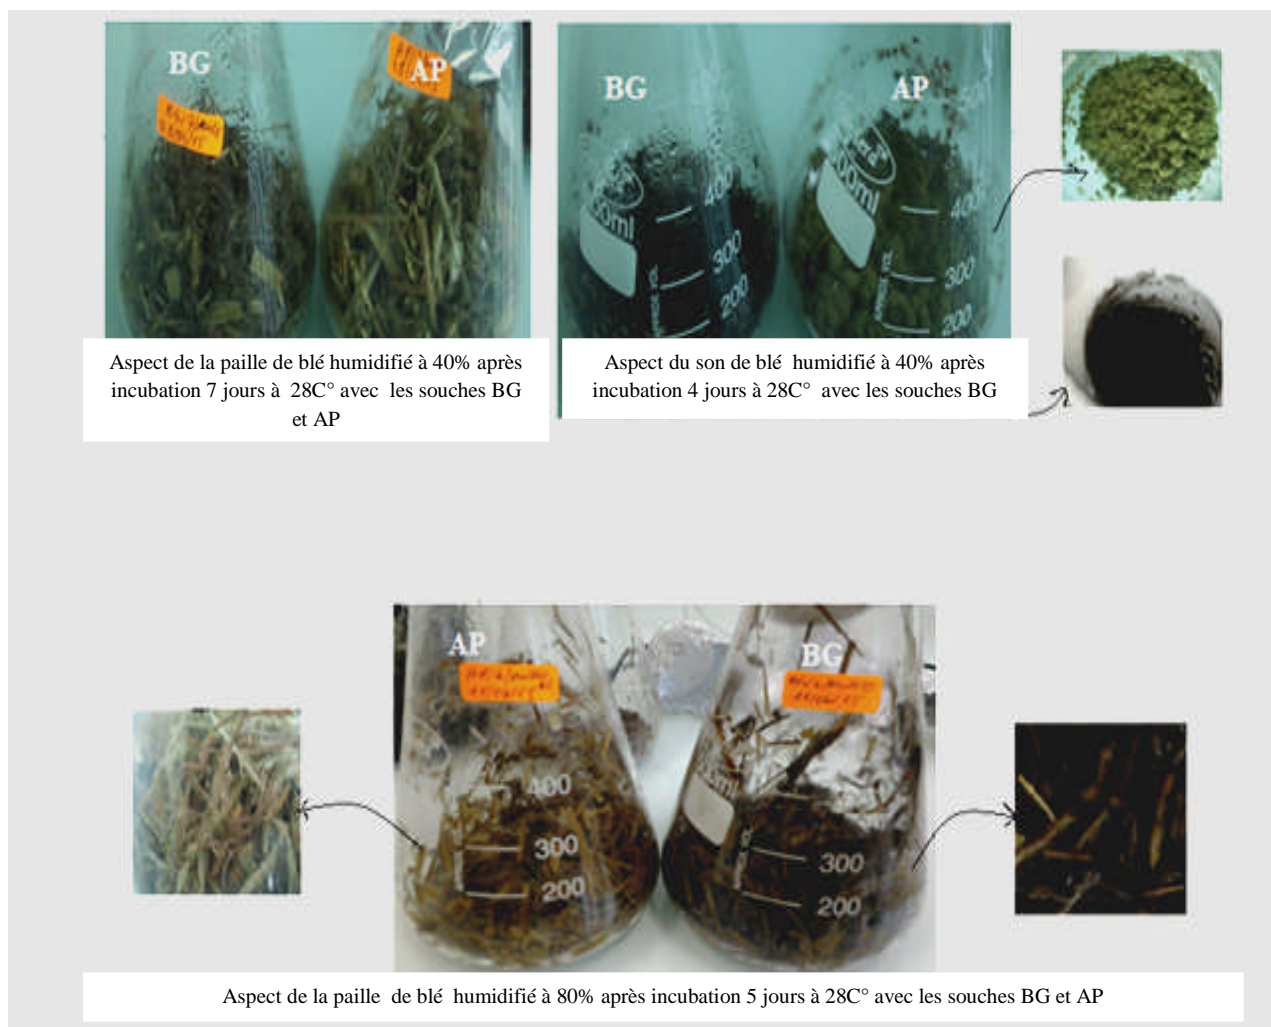 BG
AP
BG
AP
400
300
200
500ml
400
300
200
Aspect de la paille de blé humidifié à 40% après
incubation 7 jours à 28C° avec les souches BG
et AP
Aspect du son de blé humidifié à 40% après
incubation 4 jours à 28C° avec les souches BG
AP
BG
400
300
200
300
200
Aspect de la paille de blé humidifié à 80% après incubation 5 jours à 28C° avec les souches BG et AP